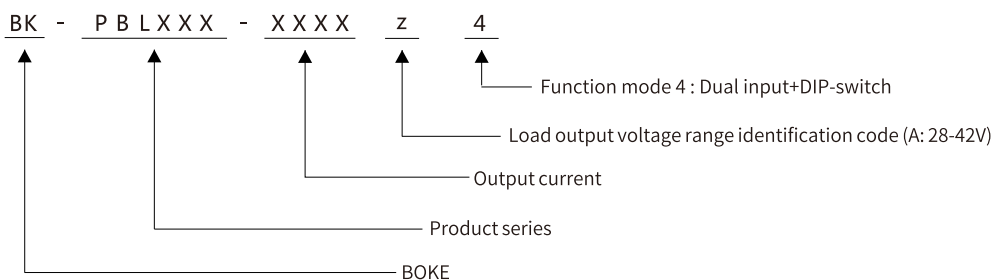 BK - PBLXXX - XXXX z 4
Function mode 4 : Dual input+DIP-switch
Load output voltage range identification code (A: 28-42V)
Output current
Product series
BOKE